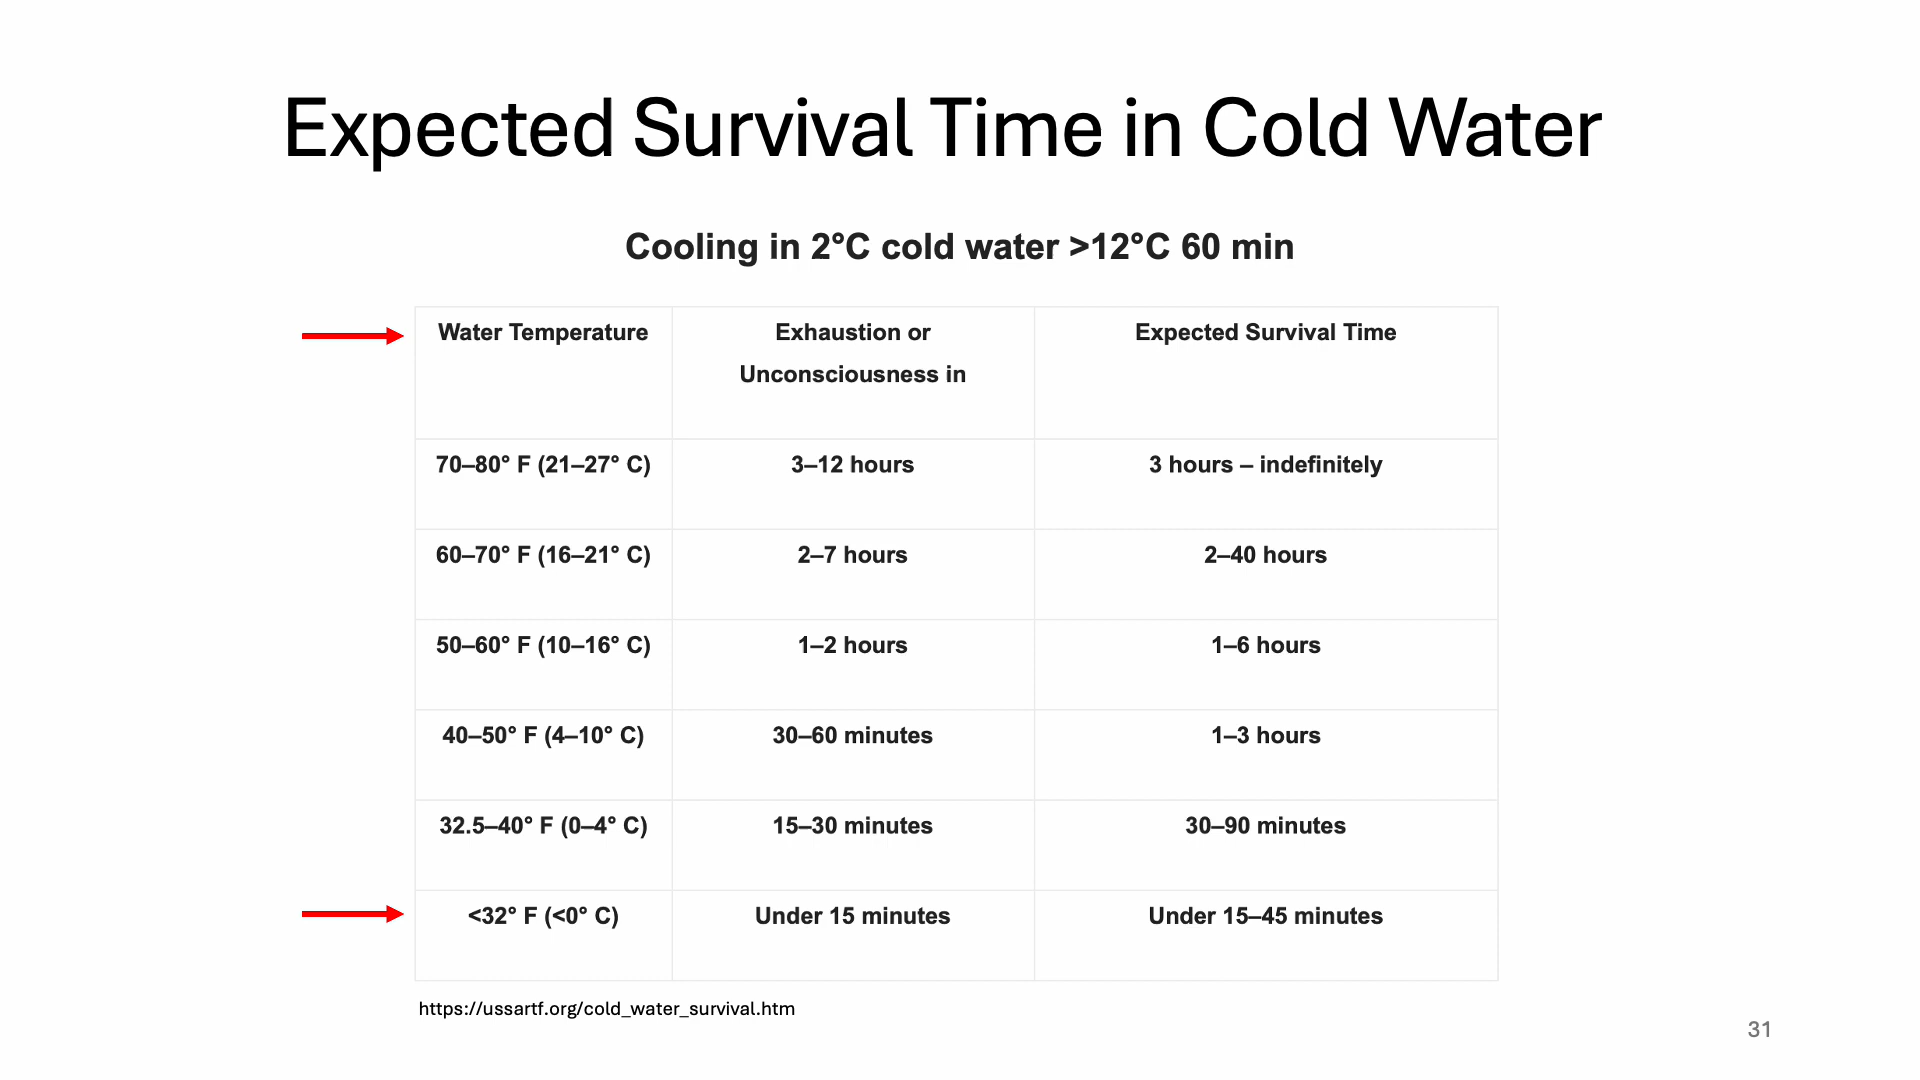 Expected Survival Time in Cold Water
Cooling in 2°C cold water >12°C 60 min
Water Temperature
Exhaustion or
Unconsciousness in
Expected Survival Time
70–80° F (21–27° C)
3–12 hours
3 hours – indefinitely
60–70° F (16–21° C)
2–7 hours
2–40 hours
50–60° F (10–16° C)
1–2 hours
1–6 hours
40–50° F (4–10° C)
30–60 minutes
1–3 hours
32.5–40° F (0–4° C)
15–30 minutes
30–90 minutes
<32° F (<0° C)
Under 15 minutes
Under 15–45 minutes
https://ussartf.org/cold_water_survival.htm
31